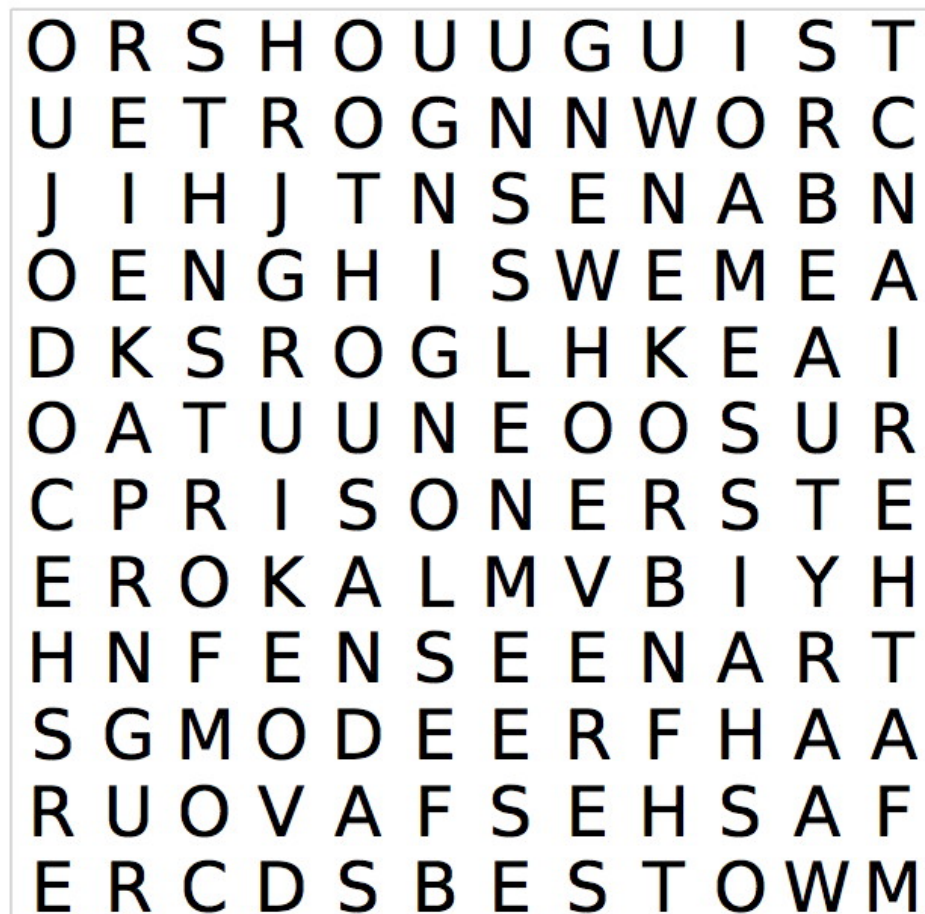 O R S H O U U G U I S T
U E T R O G N N W O R C
J I H J T N S E N A B N
O E N G H I S W E M E A
D K S R O G L H K E A I
O A T U U N E O O S U R
C P R I S O N E R S T E
E R O K A L M V B I Y H
H N F E N S E E N A R T
S G M O D E E R F H A A
R U O V A F S E H S A F
E R C D S B E S T O W M